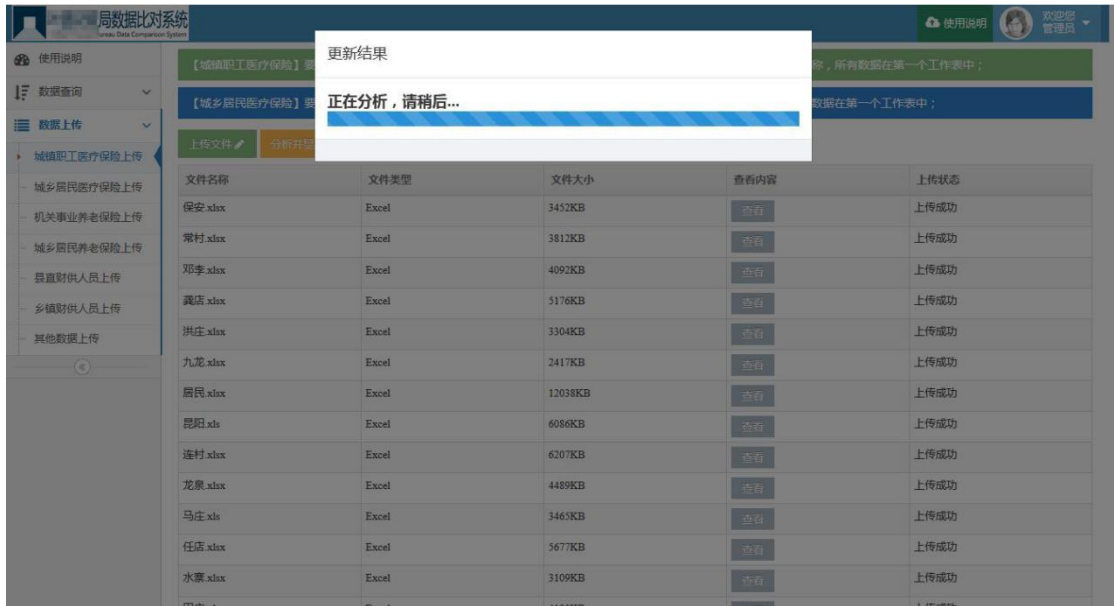 局数据比对系统
ureau Data Comparison System
使用说明
欢迎您
管理员
使用说明
数据查询
数据上传
城镇职工医疗保险上传
城乡居民医疗保险上传
机关事业养老保险上传
城乡居民养老保险上传
县直财供人员上传
乡镇财供人员上传
其他数据上传
【城镇职工医疗保险】要
称，所有数据在第一个工作表中；
【城乡居民医疗保险】要
数据在第一个工作表中；
更新结果
正在分析，请稍后...
上传文件
分析并
文件名称 文件类型 文件大小 查看内容 上传状态
保安.xlsx Excel 3452KB 查看 上传成功
常村.xlsx Excel 3812KB 查看 上传成功
邓李.xlsx Excel 4092KB 查看 上传成功
龚店.xlsx Excel 5176KB 查看 上传成功
洪庄.xlsx Excel 3304KB 查看 上传成功
九龙.xlsx Excel 2417KB 查看 上传成功
居民.xlsx Excel 12038KB 查看 上传成功
昆阳.xls Excel 6086KB 查看 上传成功
连村.xlsx Excel 6207KB 查看 上传成功
龙泉.xlsx Excel 4489KB 查看 上传成功
马庄.xls Excel 3465KB 查看 上传成功
任店.xlsx Excel 5677KB 查看 上传成功
水寨.xlsx Excel 3109KB 查看 上传成功